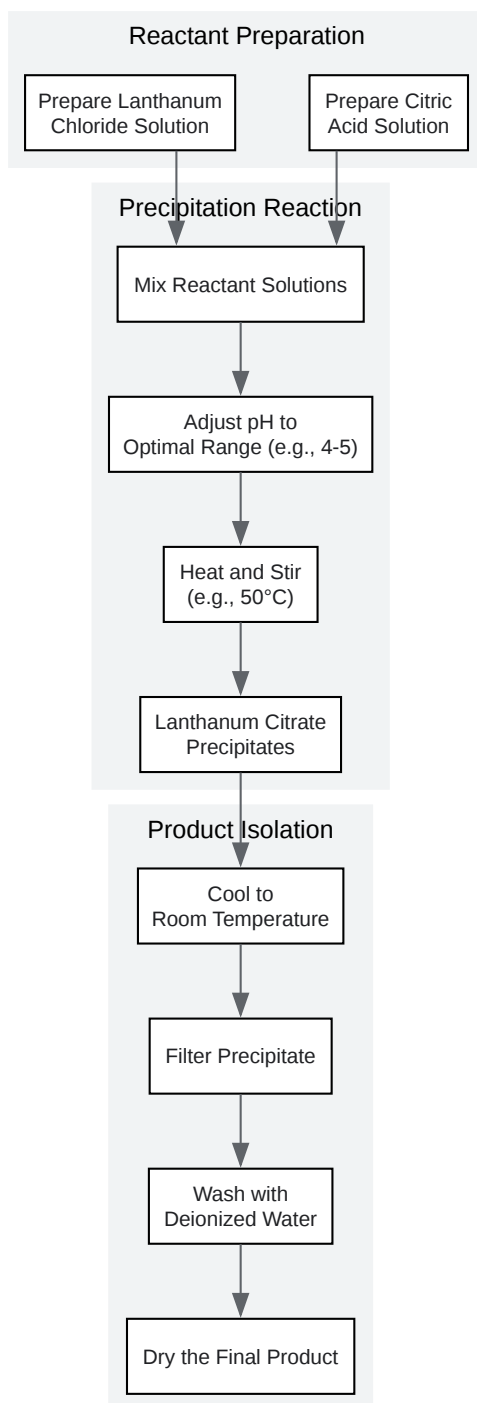 Reactant Preparation
Prepare Lanthanum
Chloride Solution
Prepare Citric
Acid Solution
Precipitation Reaction
Mix Reactant Solutions
Adjust pH to
Optimal Range (e.g., 4-5)
Heat and Stir
(e.g., 50°C)
Lanthanum Citrate
Precipitates
Product Isolation
Cool to
Room Temperature
Filter Precipitate
Wash with
Deionized Water
Dry the Final Product